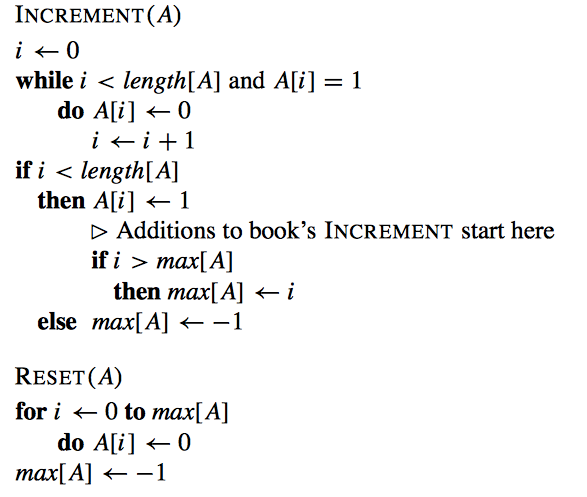 INCREMENT(A)
i ← 0
while i < length[A] and A[i] = 1
do A[i] ← 0
i ← i + 1
if i < length[A]
then A[i] ← 1
▷ Additions to book's INCREMENT start here
if i > max[A]
then max[A] ← i
else max[A] ← −1
RESET(A)
for i ← 0 to max[A]
do A[i] ← 0
max[A] ← −1